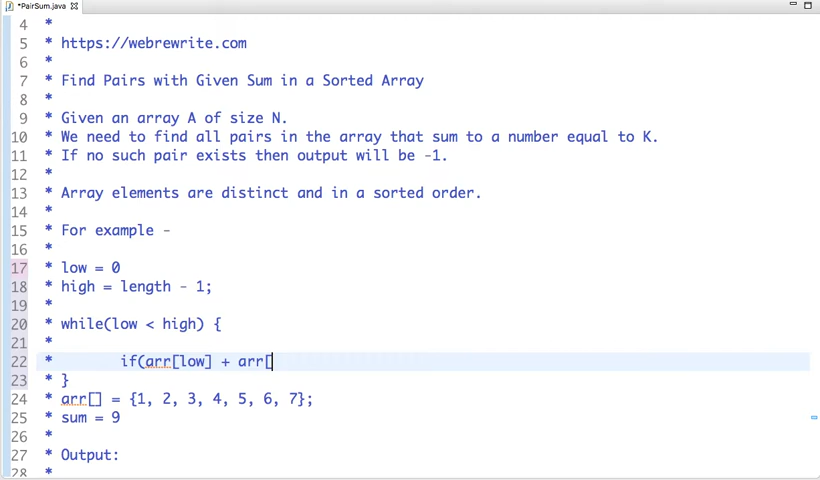 *PairSum.java
4 *
5 * https://webrewrite.com
6 *
7 * Find Pairs with Given Sum in a Sorted Array
8 *
9 * Given an array A of size N.
10 * We need to find all pairs in the array that sum to a number equal to K.
11 * If no such pair exists then output will be -1.
12 *
13 * Array elements are distinct and in a sorted order.
14 *
15 * For example -
16 *
17 * low = 0
18 * high = length - 1;
19 *
20 * while(low < high) {
21 *
22 * if(arr[low] + arr[
23 * }
24 * arr[] = {1, 2, 3, 4, 5, 6, 7};
25 * sum = 9
26 *
27 * Output:
28 *